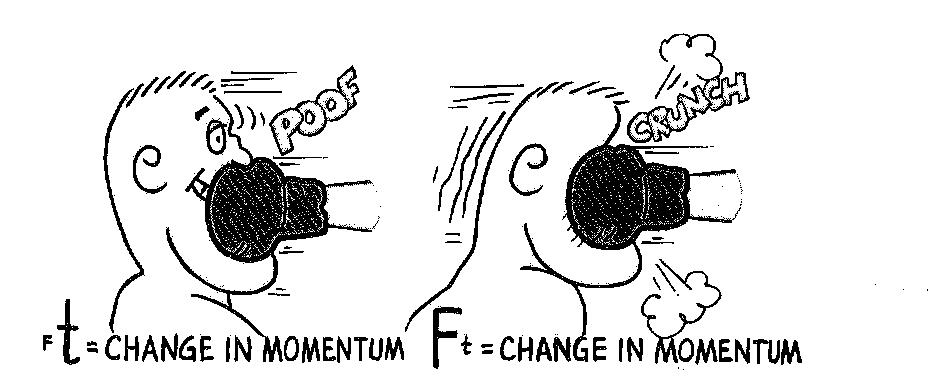 POOF
CRUNCH
Ft = CHANGE IN MOMENTUM
Ft = CHANGE IN MOMENTUM